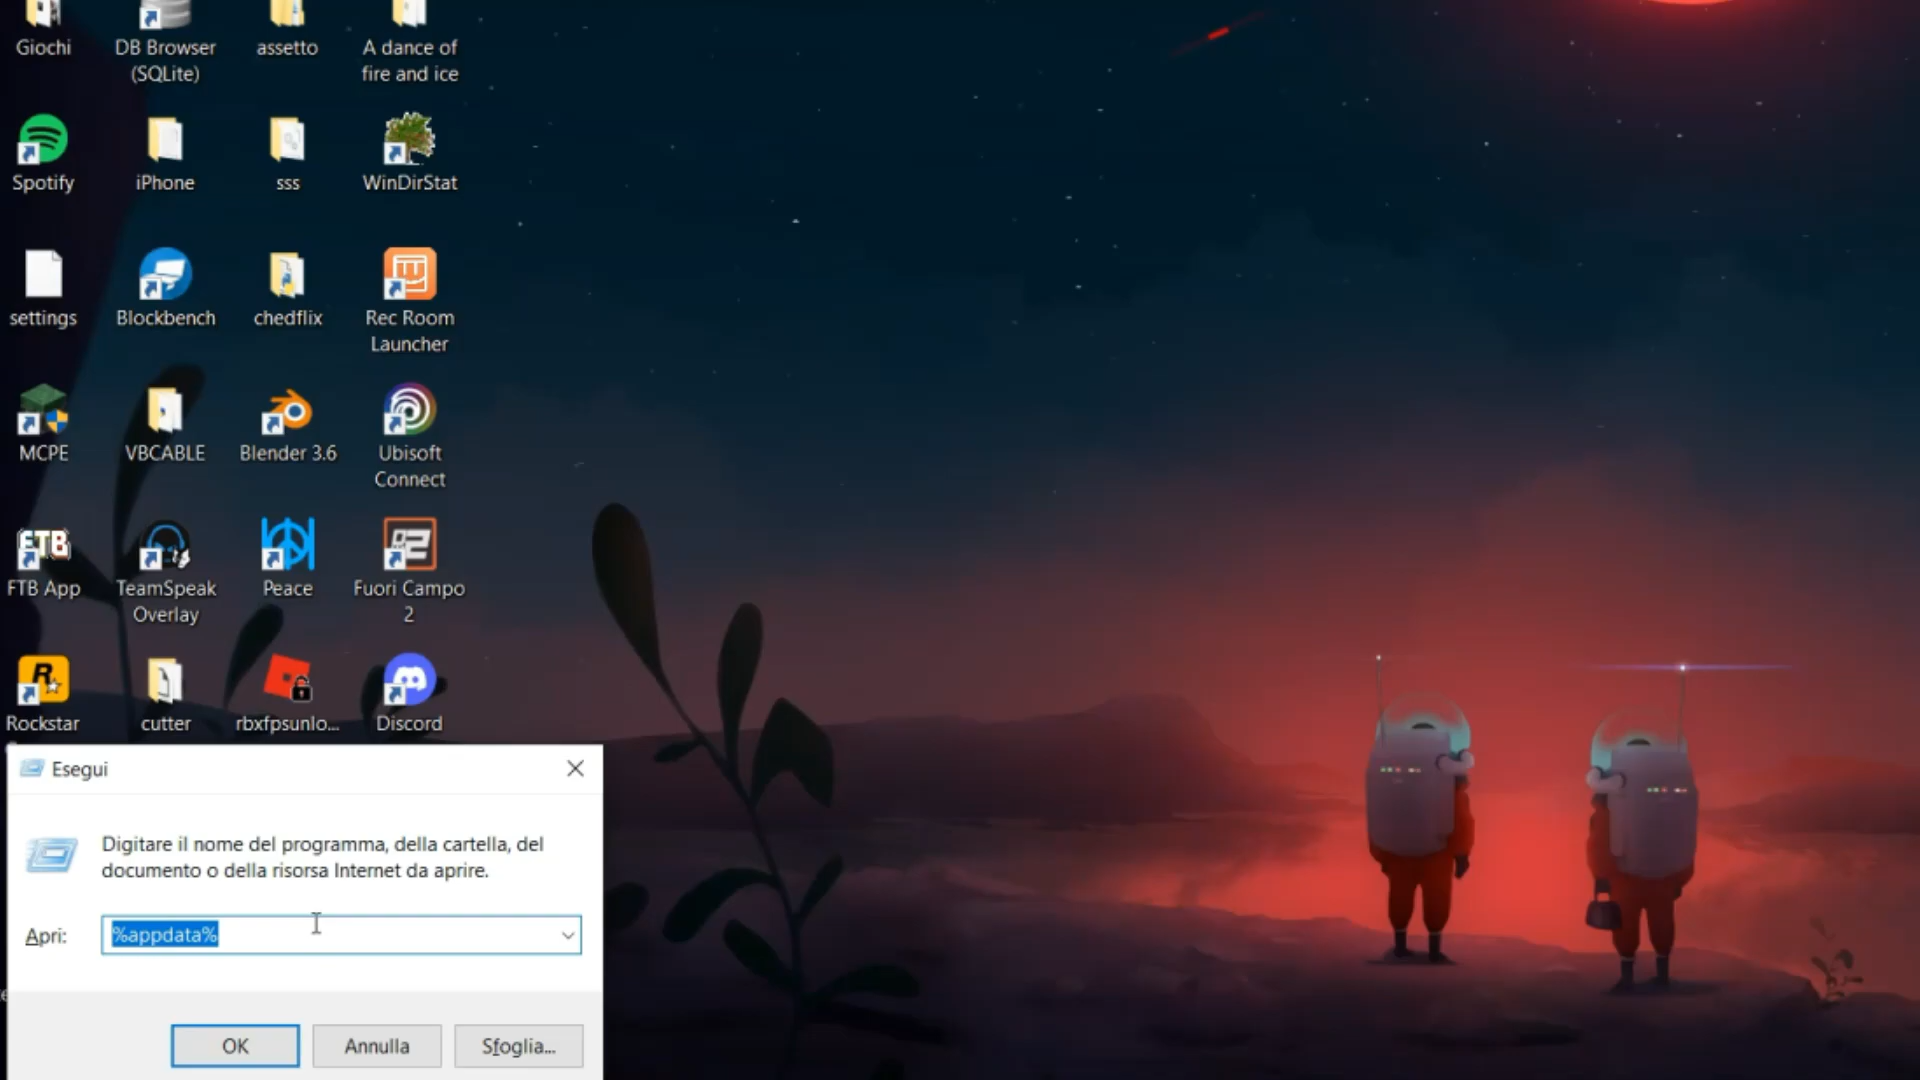 Giochi
DB Browser
(SQLite)
assetto
A dance of
fire and ice
Spotify
iPhone
sss
WinDirStat
settings
Blockbench
chedflix
Rec Room
Launcher
MCPE
VBCABLE
Blender 3.6
Ubisoft
Connect
FTB
FTB App
TeamSpeak
Overlay
Peace
Fuori Campo
2
Rockstar
cutter
rbxfpsunlo...
Discord
Esegui
Digitare il nome del programma, della cartella, del
documento o della risorsa Internet da aprire.
Apri:
%appdata%
OK
Annulla
Sfoglia...